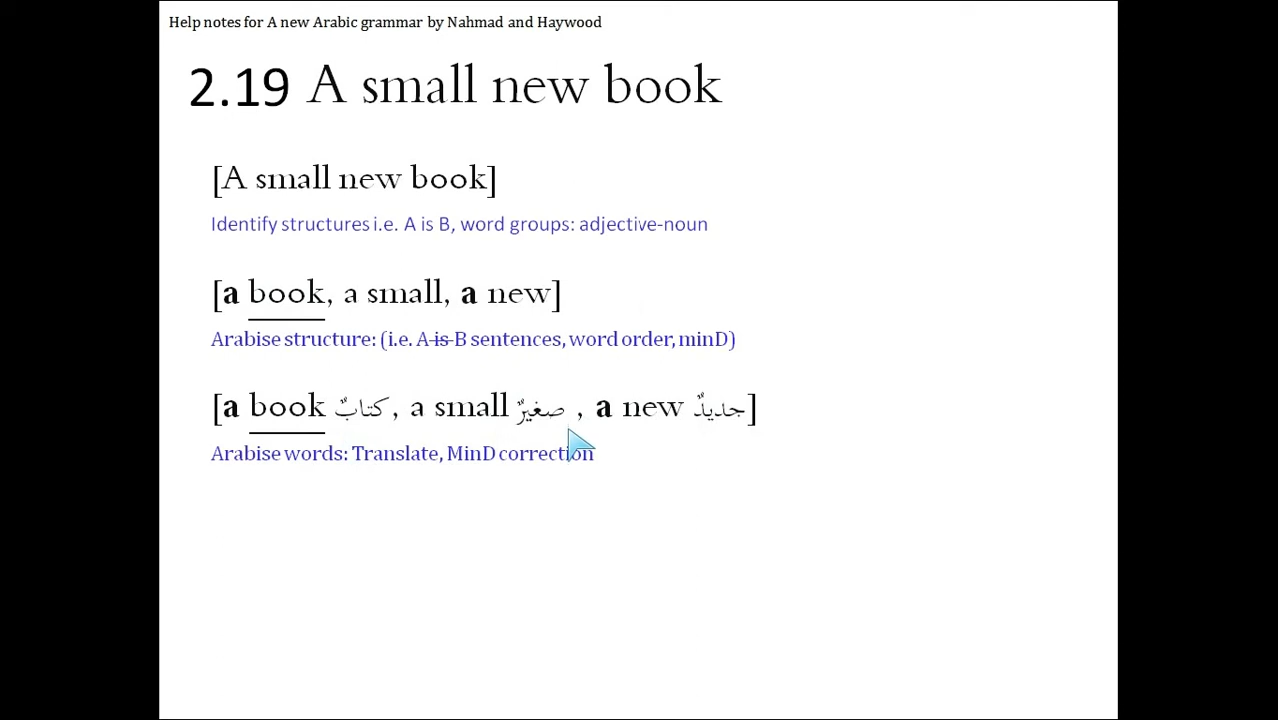 Help notes for A new Arabic grammar by Nahmad and Haywood
2.19 A small new book
[A small new book]
Identify structures i.e. A is B, word groups: adjective-noun
[a book, a small, a new]
Arabise structure: (i.e. A is B sentences, word order, minD)
[a book كتابٌ, a small صغيرٌ , a new جديدٌ]
Arabise words: Translate, MinD correction